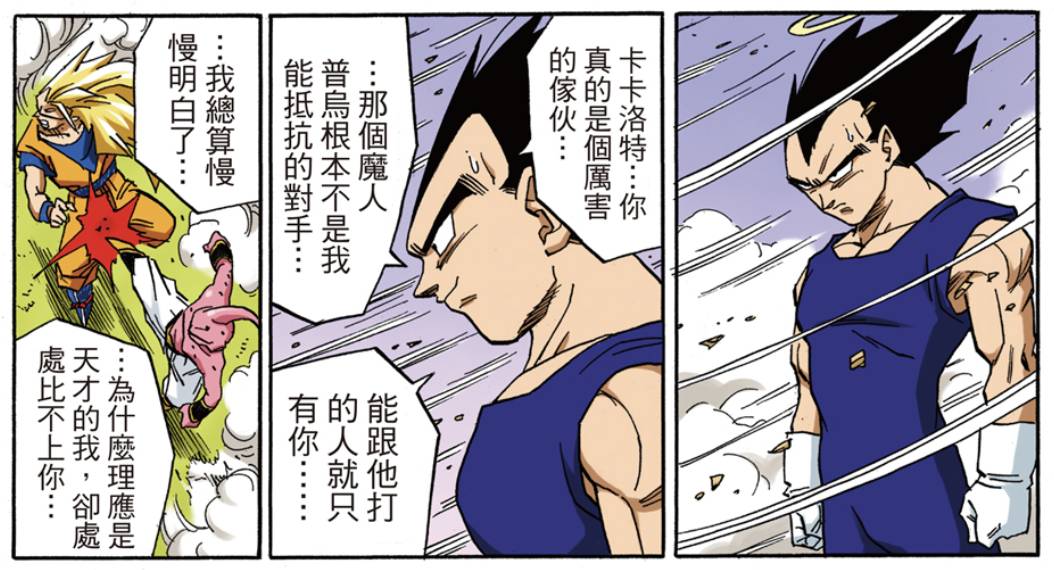 卡卡洛特…你
真的是個厲害
的傢伙…
…那個魔人
普烏根本不是我
能抵抗的對手…
能跟他打
的人就只
有你……
…我總算慢
慢明白了…
…為什麼理應是
天才的我，卻處
處比不上你…